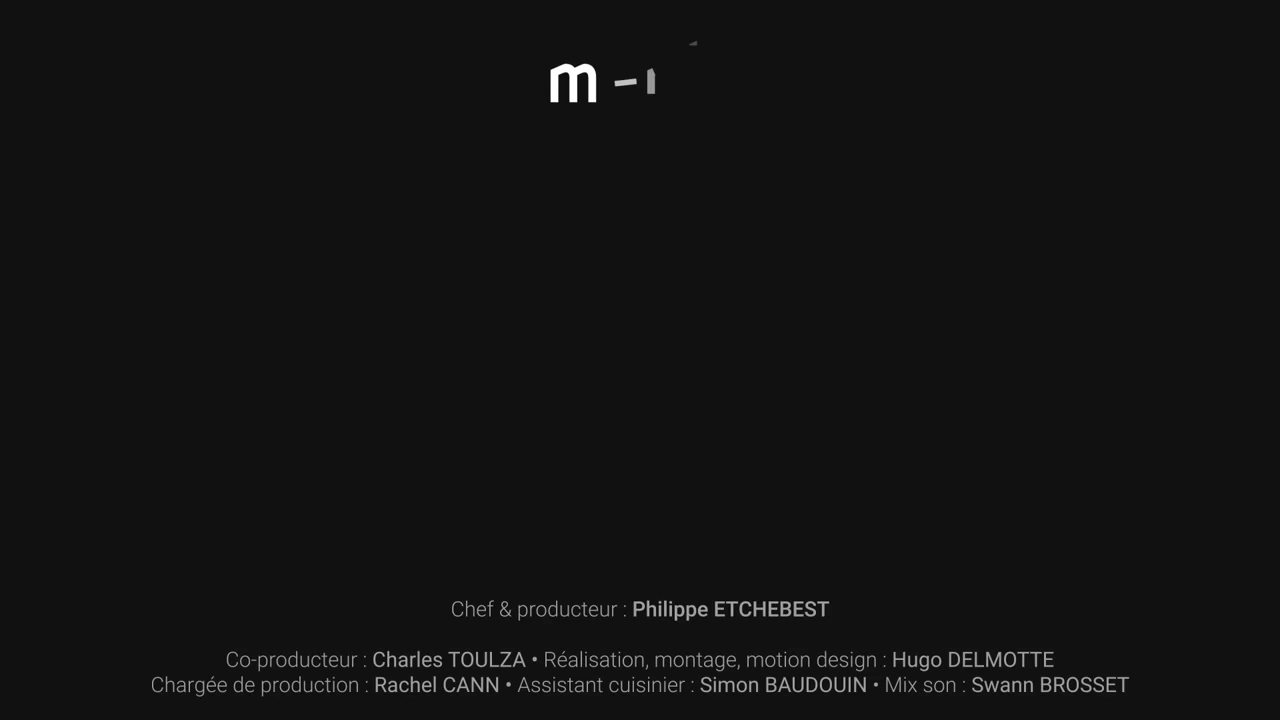 m
Chef & producteur : Philippe ETCHEBEST
Co-producteur : Charles TOULZA • Réalisation, montage, motion design : Hugo DELMOTTE
Chargée de production : Rachel CANN • Assistant cuisinier : Simon BAUDOUIN • Mix son : Swann BROSSET